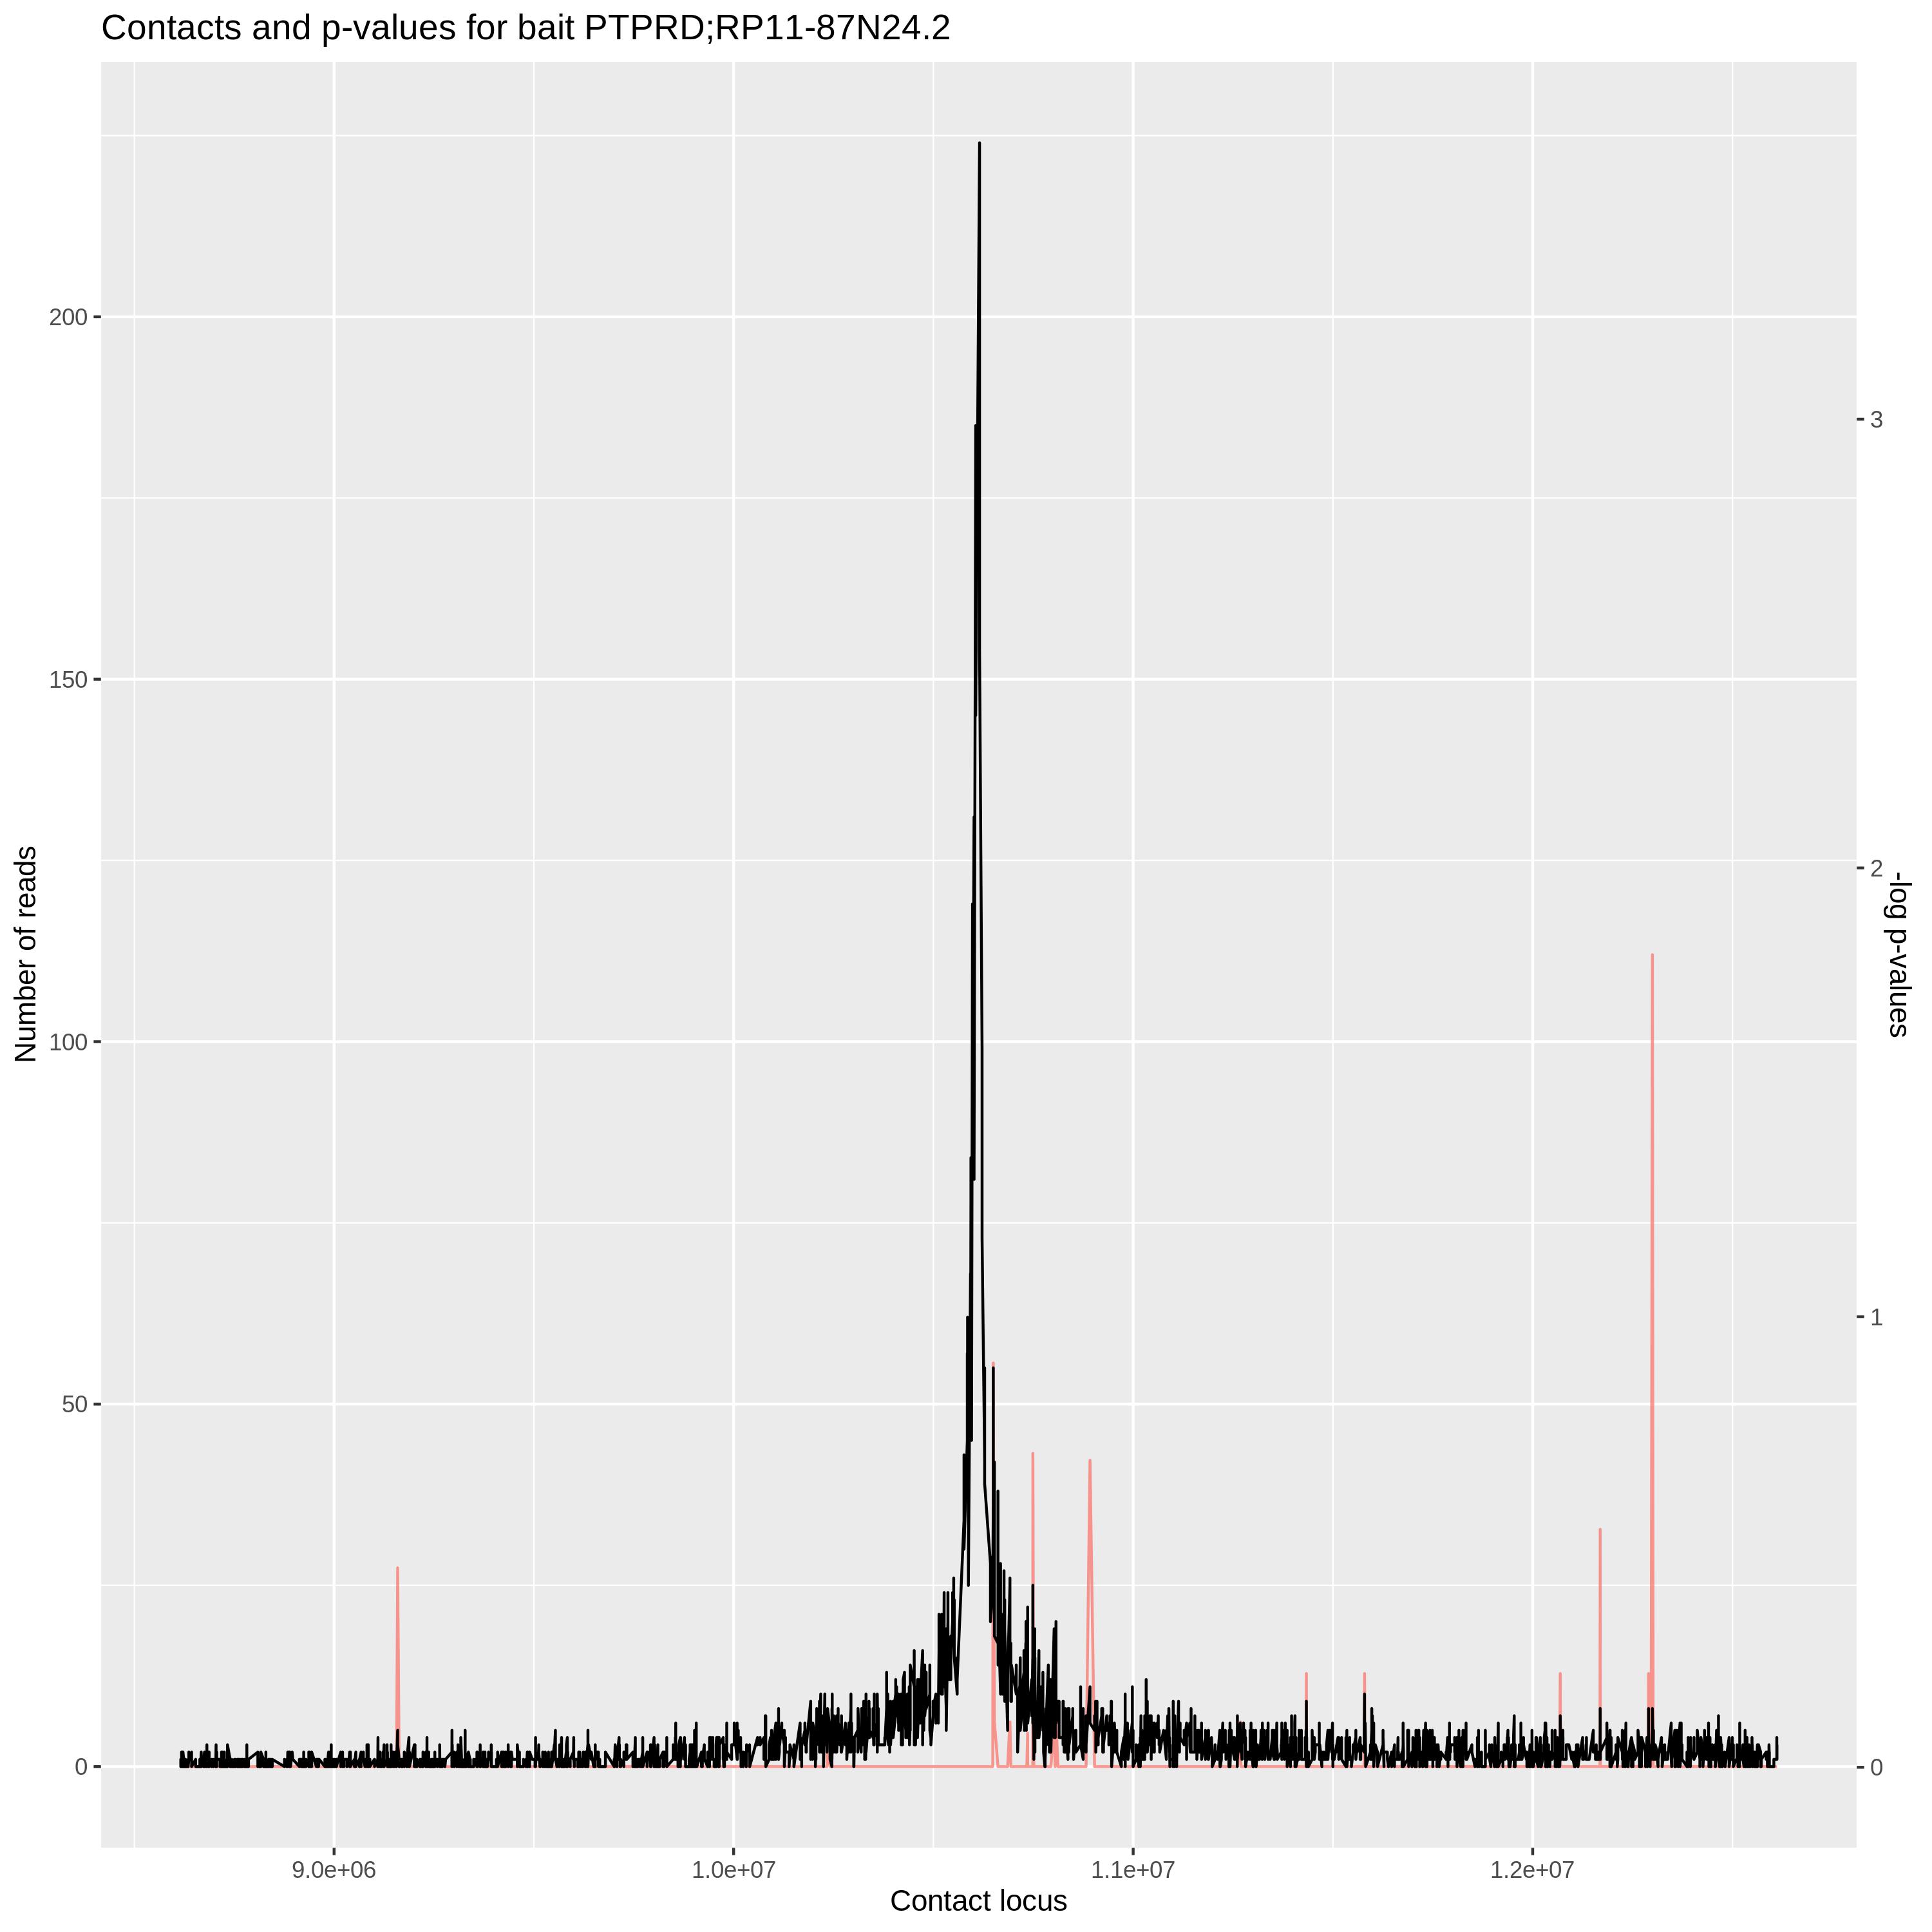 Contacts and p-values for bait PTPRD;RP11-87N24.2
Number of reads
200
150
100
50
0
3
2
1
0
-log p-values
9.0e+06
1.0e+07
1.1e+07
1.2e+07
Contact locus